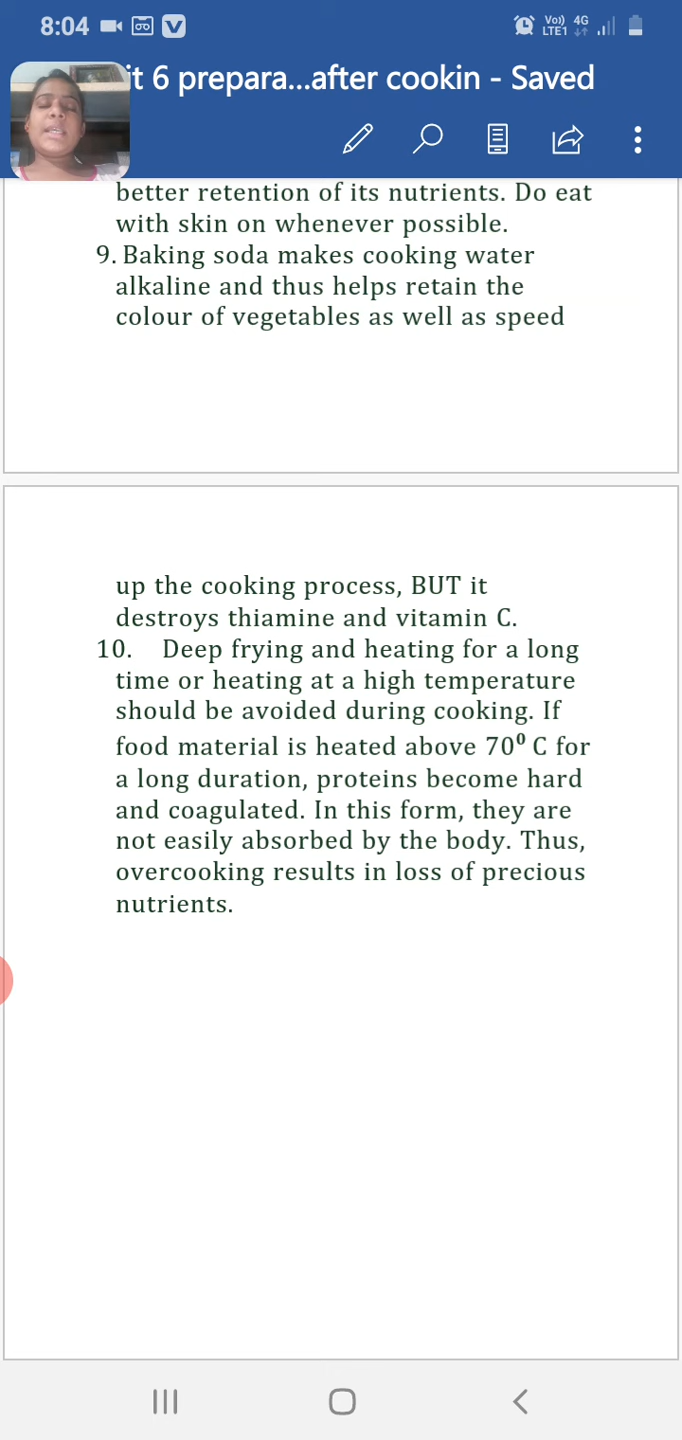 8:04
Vo)) 4G
LTE1
it 6 prepara...after cookin - Saved
better retention of its nutrients. Do eat
with skin on whenever possible.
9. Baking soda makes cooking water
alkaline and thus helps retain the
colour of vegetables as well as speed
up the cooking process, BUT it
destroys thiamine and vitamin C.
10. Deep frying and heating for a long
time or heating at a high temperature
should be avoided during cooking. If
food material is heated above 70⁰ C for
a long duration, proteins become hard
and coagulated. In this form, they are
not easily absorbed by the body. Thus,
overcooking results in loss of precious
nutrients.